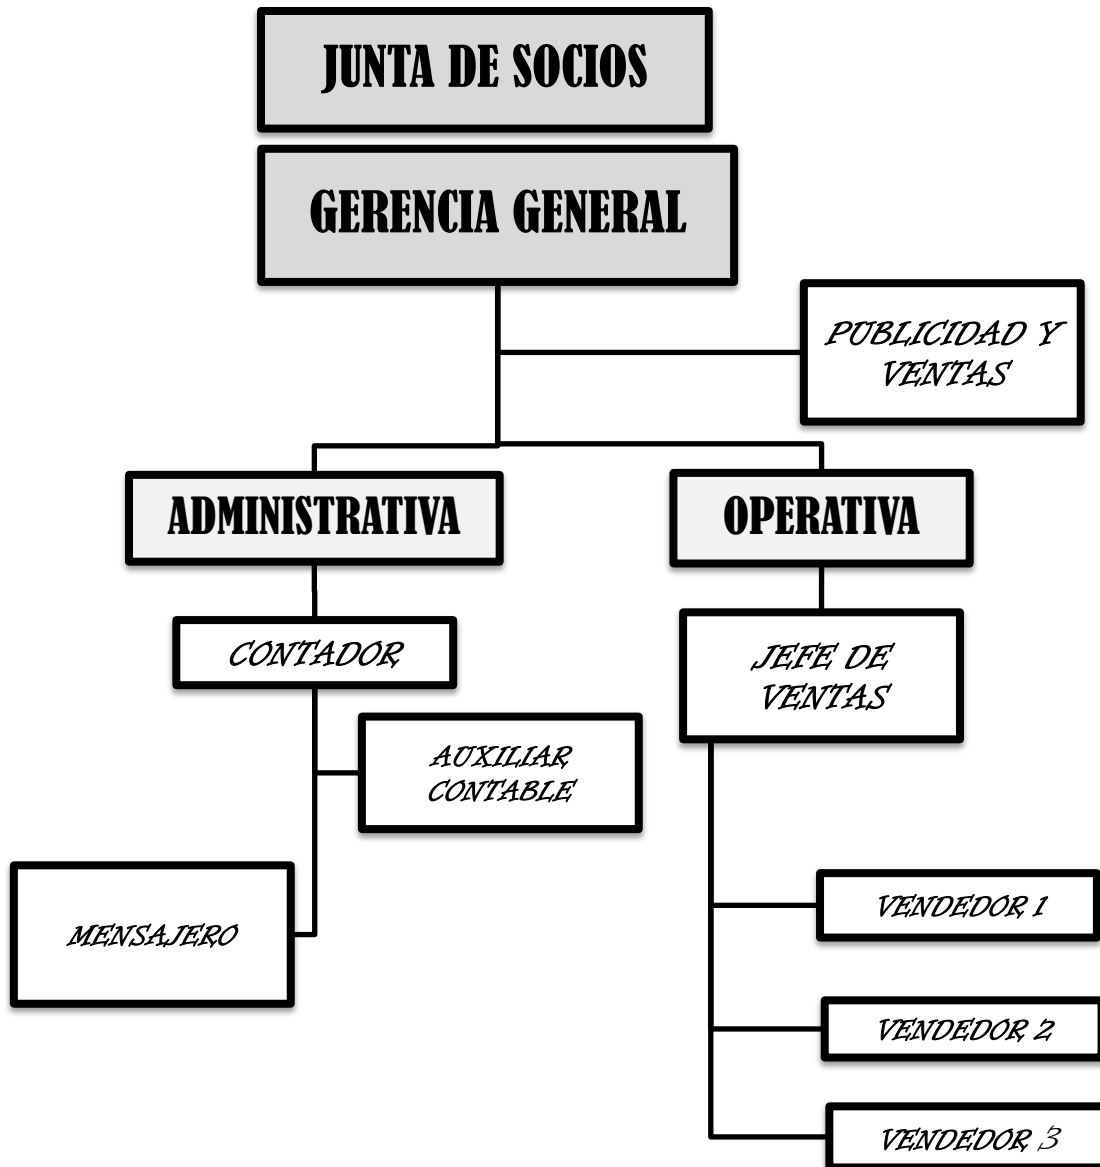 JUNTA DE SOCIOS
GERENCIA GENERAL
PUBLICIDAD Y
VENTAS
ADMINISTRATIVA
OPERATIVA
CONTADOR
JEFE DE
VENTAS
AUXILIAR
CONTABLE
MENSAJERO
VENDEDOR 1
VENDEDOR 2
VENDEDOR 3